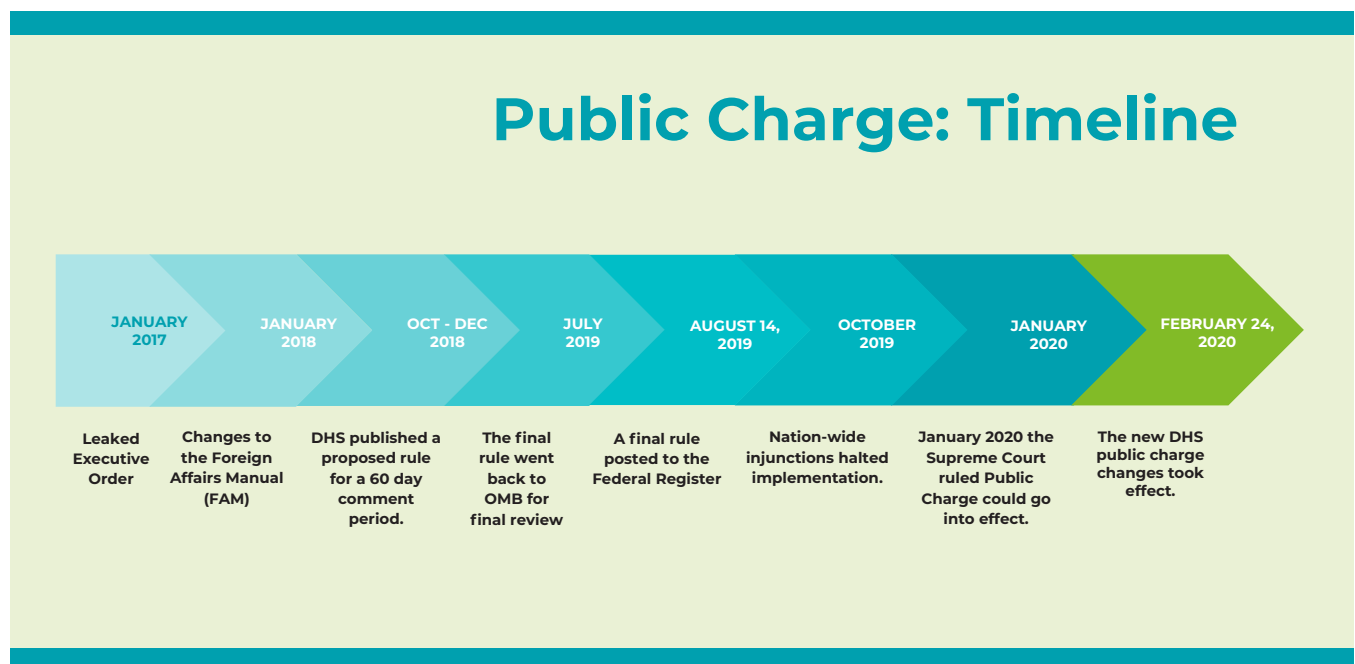 Public Charge: Timeline
JANUARY
2017
JANUARY
2018
OCT - DEC
2018
JULY
2019
AUGUST 14,
2019
OCTOBER
2019
JANUARY
2020
FEBRUARY 24,
2020
Leaked
Executive
Order
Changes to
the Foreign
Affairs Manual
(FAM)
DHS published a
proposed rule
for a 60 day
comment
period.
The final
rule went
back to
OMB for
final review
A final rule
posted to the
Federal Register
Nation-wide
injunctions halted
implementation.
January 2020 the
Supreme Court
ruled Public
Charge could go
into effect.
The new DHS
public charge
changes took
effect.